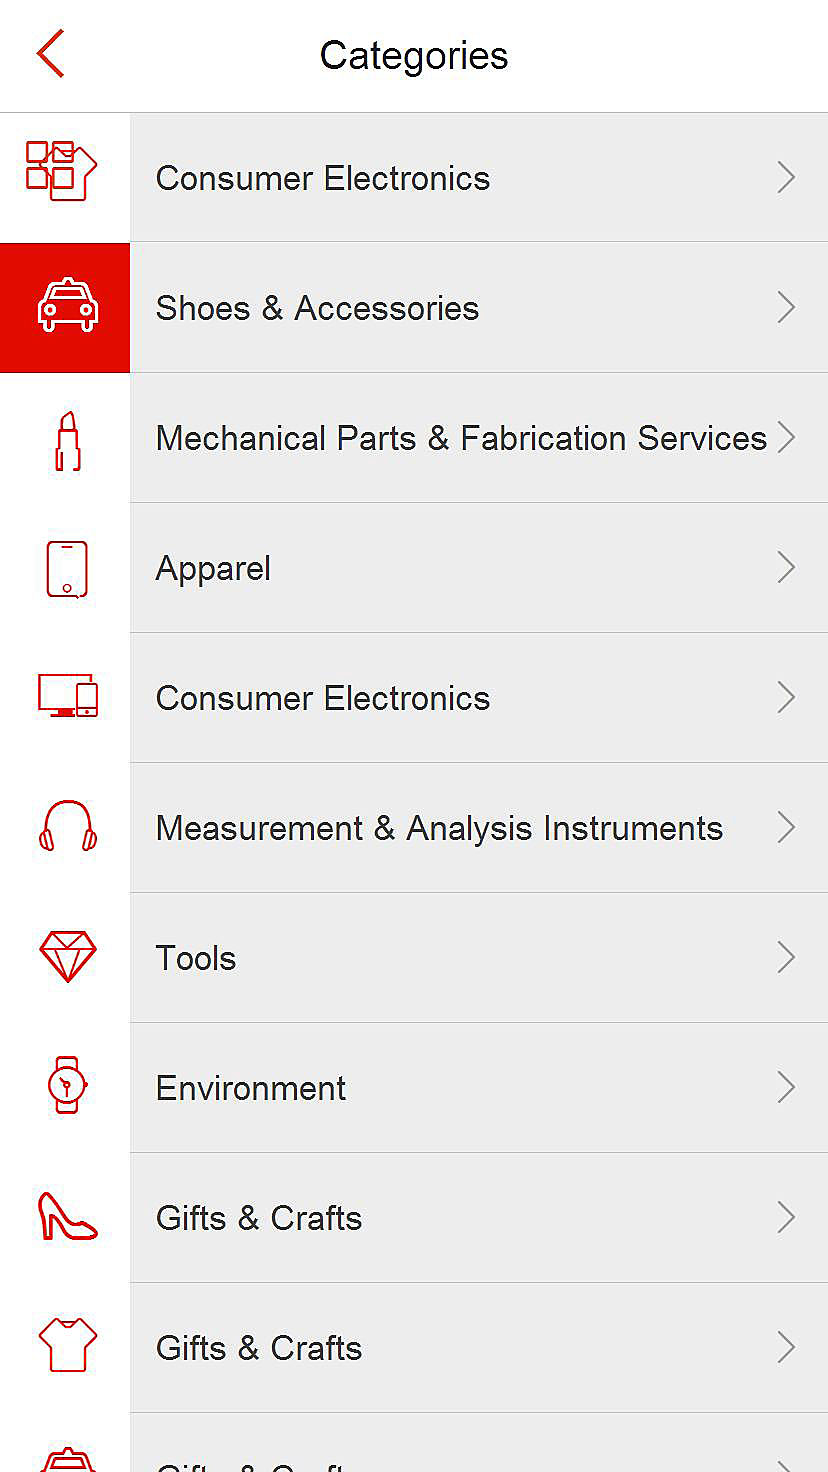 Categories
Consumer Electronics
Shoes & Accessories
Mechanical Parts & Fabrication Services
Apparel
Consumer Electronics
Measurement & Analysis Instruments
Tools
Environment
Gifts & Crafts
Gifts & Crafts